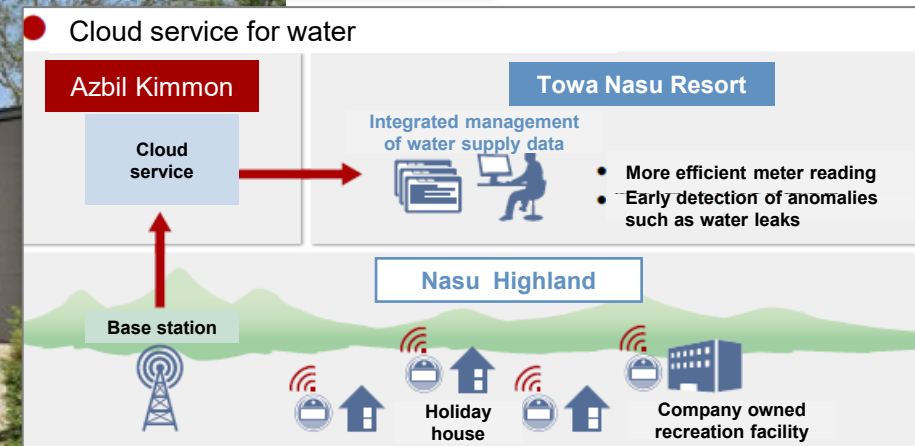 Cloud service for water
Azbil Kimmon
Towa Nasu Resort
Cloud
service
Integrated management
of water supply data
• More efficient meter reading
• Early detection of anomalies
such as water leaks
Nasu Highland
Base station
Holiday
house
Company owned
recreation facility